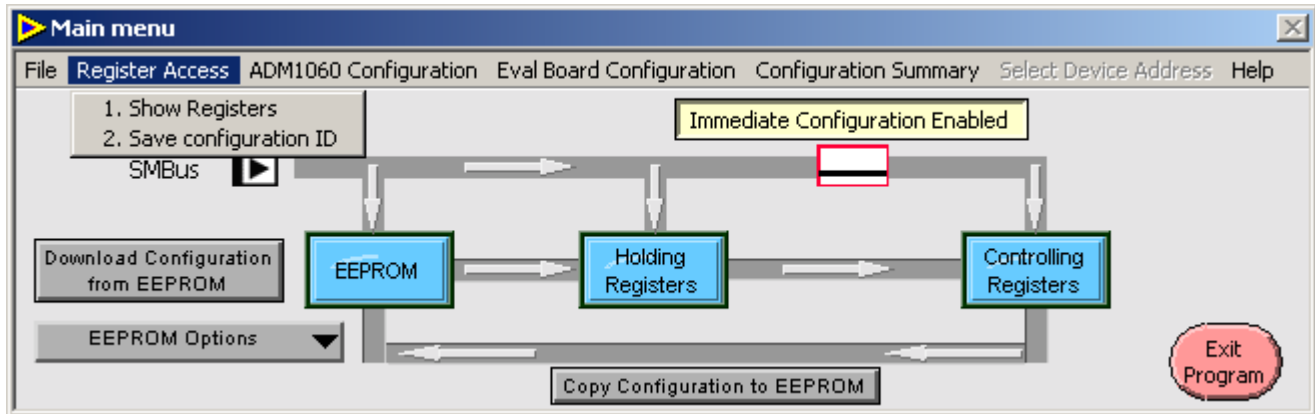 Main menu
File Register Access ADM1060 Configuration Eval Board Configuration Configuration Summary Select Device Address Help
1. Show Registers
2. Save configuration ID
Immediate Configuration Enabled
SMBus
Download Configuration
from EEPROM
EEPROM
Holding
Registers
Controlling
Registers
EEPROM Options
Copy Configuration to EEPROM
Exit
Program